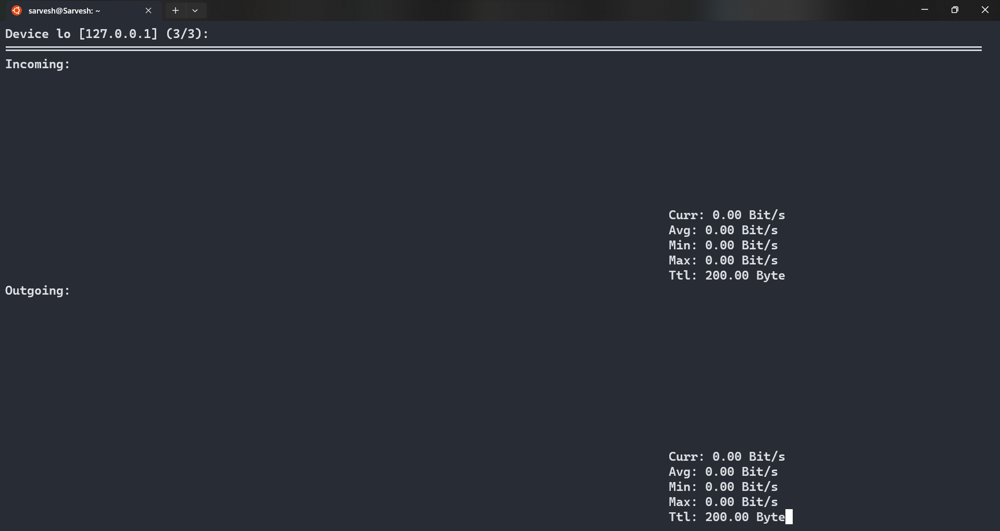 sarvesh@Sarvesh: ~
Device lo [127.0.0.1] (3/3):
Incoming:
Curr: 0.00 Bit/s
Avg: 0.00 Bit/s
Min: 0.00 Bit/s
Max: 0.00 Bit/s
Ttl: 200.00 Byte
Outgoing:
Curr: 0.00 Bit/s
Avg: 0.00 Bit/s
Min: 0.00 Bit/s
Max: 0.00 Bit/s
Ttl: 200.00 Byte